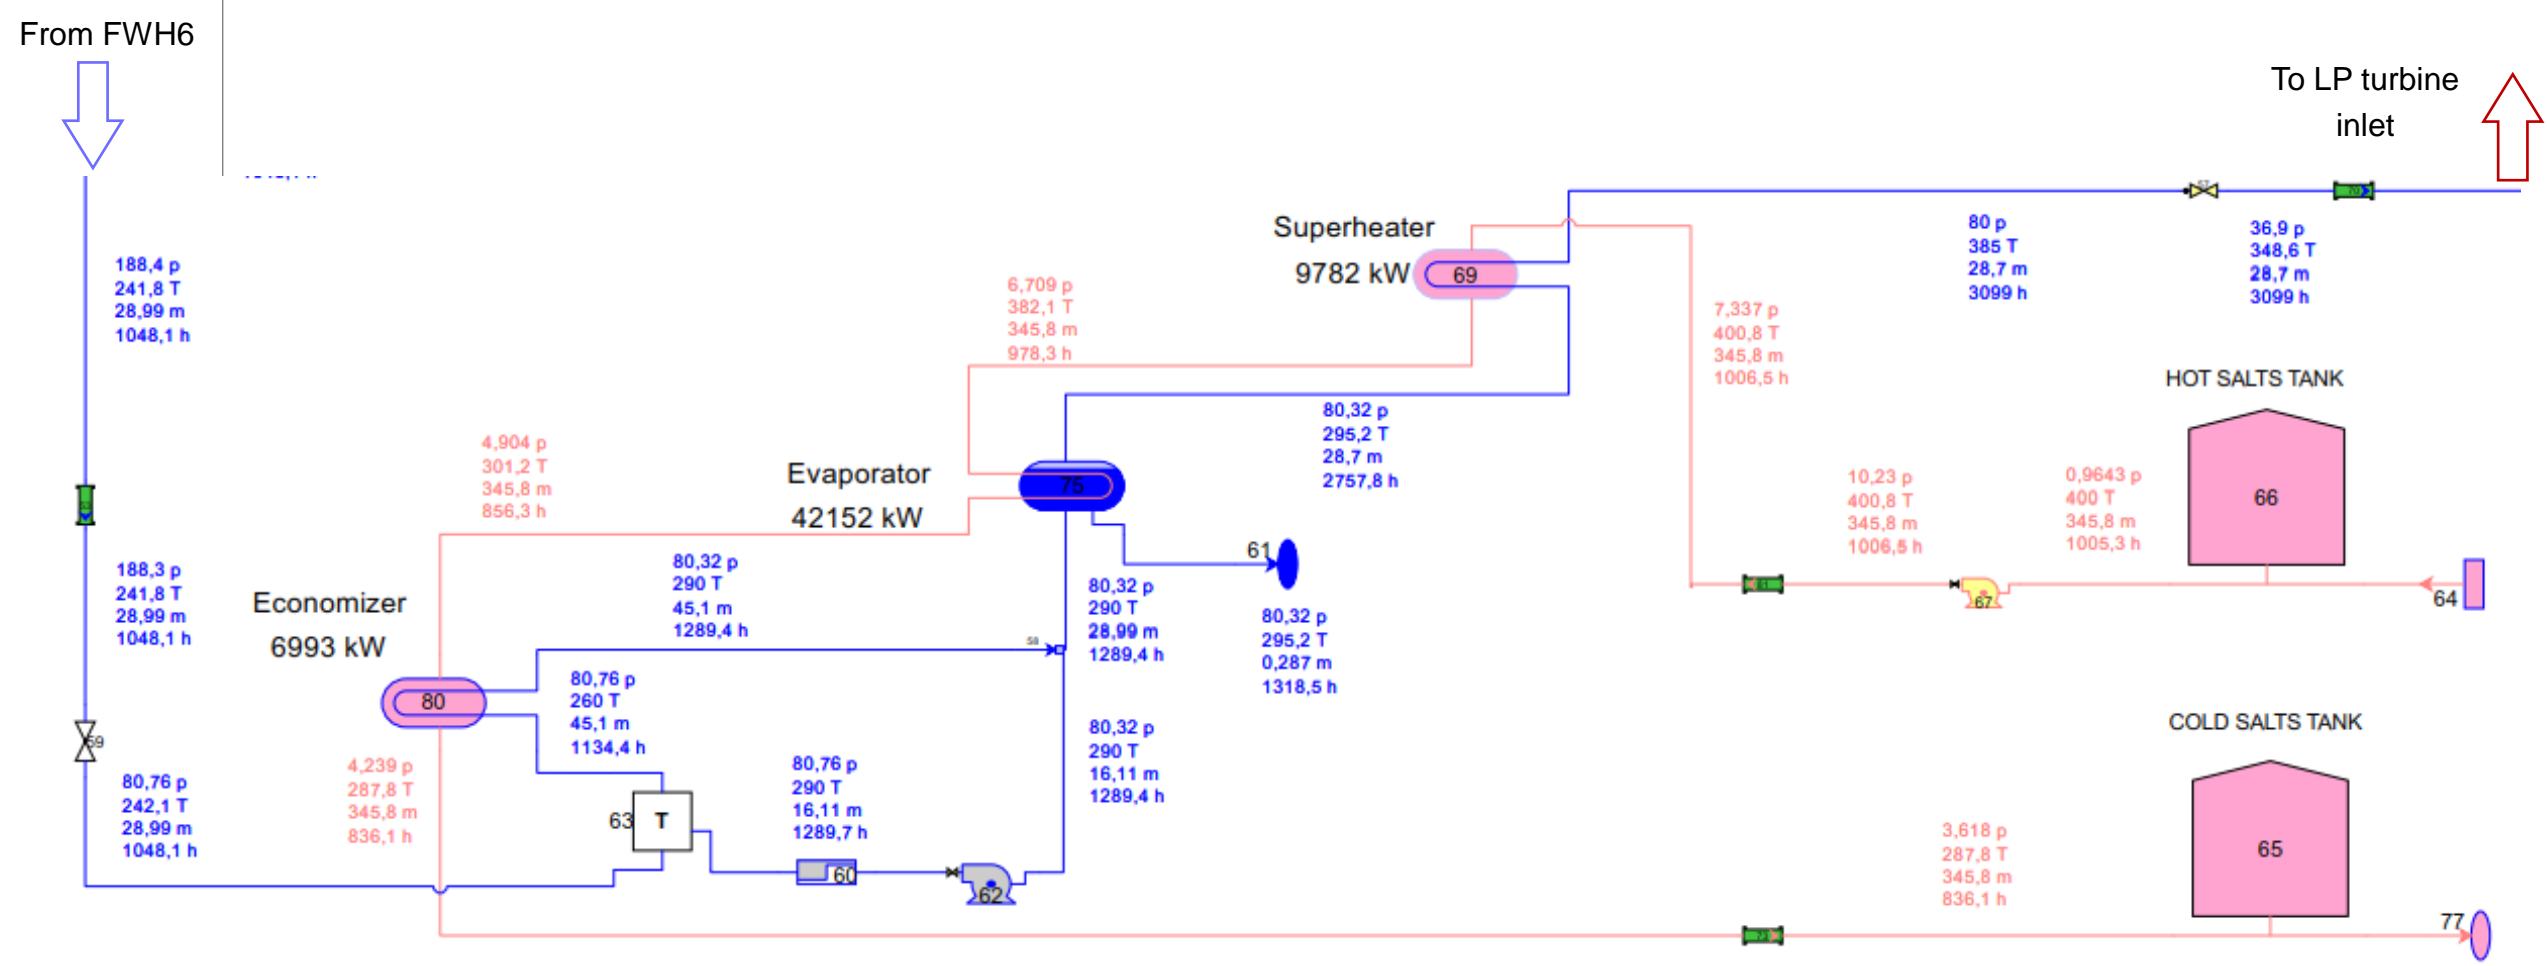 From FWH6
To LP turbine
inlet
188,4 p
241,8 T
28,99 m
1048,1 h
Superheater
9782 kW
69
57
70
80 p
385 T
28,7 m
3099 h
36,9 p
348,6 T
28,7 m
3099 h
6,709 p
382,1 T
345,8 m
978,3 h
7,337 p
400,8 T
345,8 m
1006,5 h
HOT SALTS TANK
66
80,32 p
295,2 T
28,7 m
2757,8 h
4,904 p
301,2 T
345,8 m
856,3 h
Evaporator
42152 kW
75
10,23 p
400,8 T
345,8 m
1006,5 h
0,9643 p
400 T
345,8 m
1005,3 h
61
67
64
188,3 p
241,8 T
28,99 m
1048,1 h
Economizer
6993 kW
80
80,32 p
290 T
45,1 m
1289,4 h
58
80,32 p
290 T
28,99 m
1289,4 h
80,32 p
295,2 T
0,287 m
1318,5 h
80,76 p
260 T
45,1 m
1134,4 h
59
80,76 p
242,1 T
28,99 m
1048,1 h
4,239 p
287,8 T
345,8 m
836,1 h
63
T
80,76 p
290 T
16,11 m
1289,7 h
60
62
80,32 p
290 T
16,11 m
1289,4 h
COLD SALTS TANK
65
3,618 p
287,8 T
345,8 m
836,1 h
77